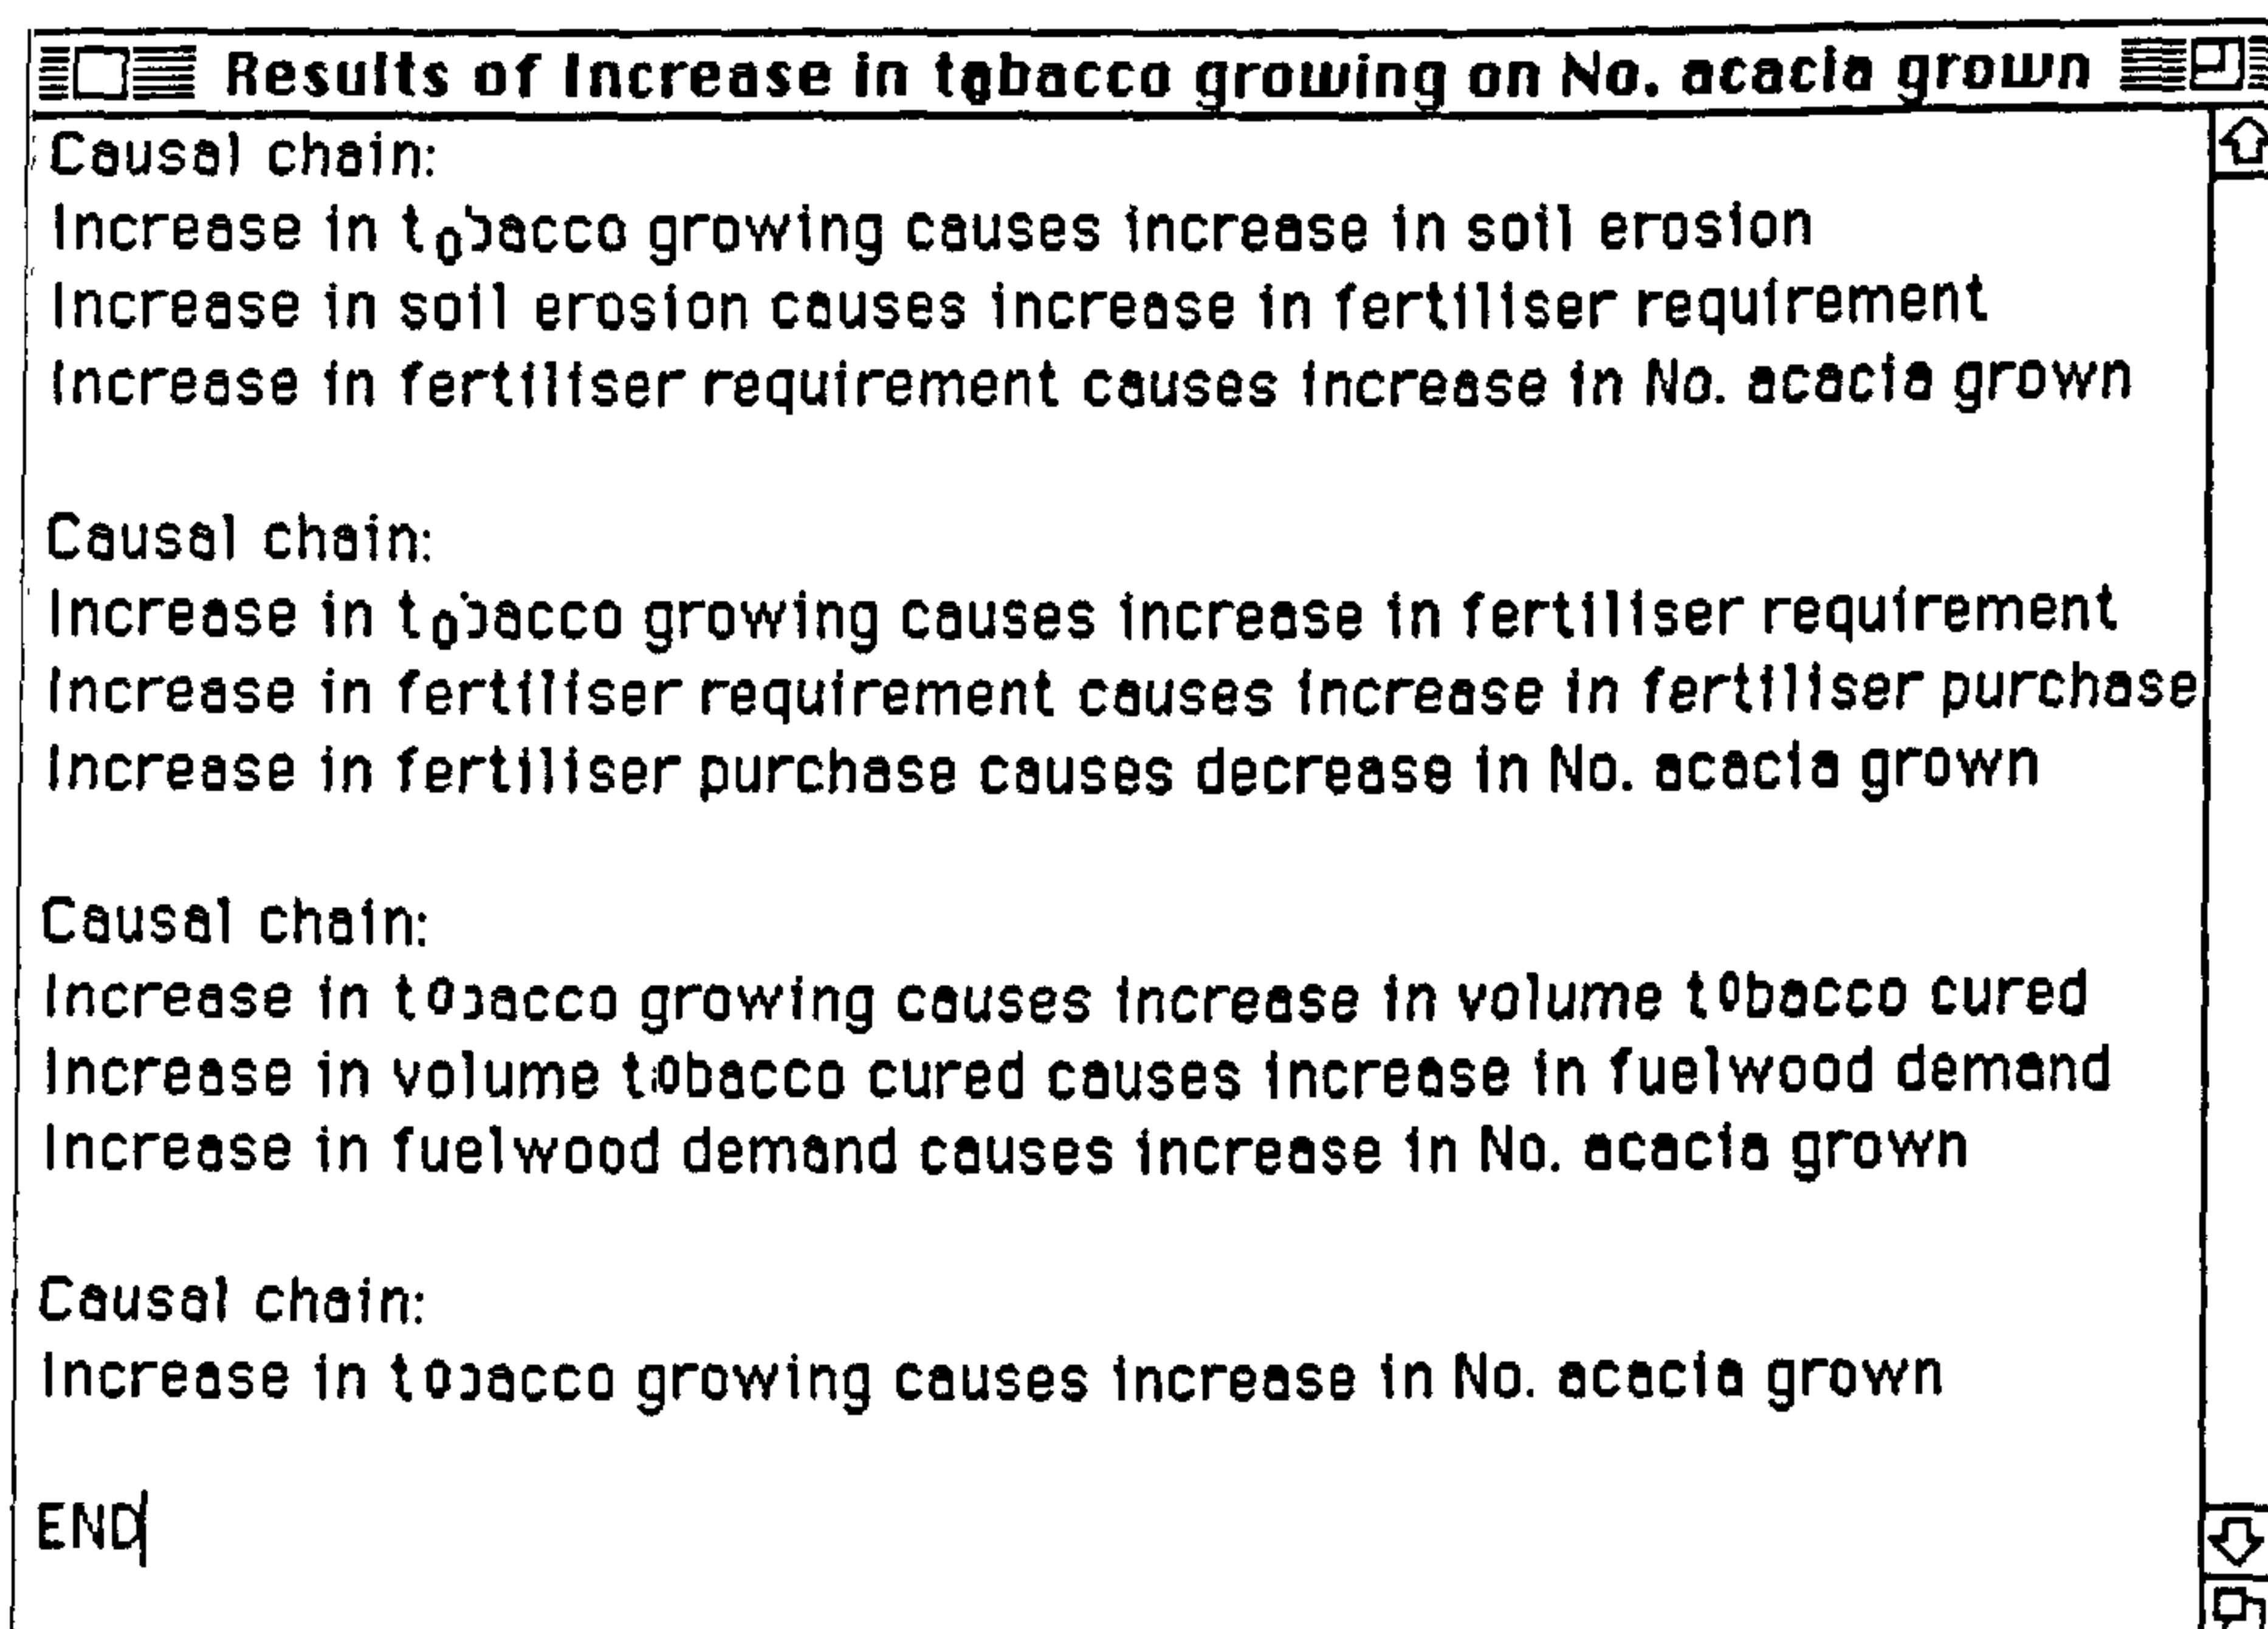 Results of Increase in tobacco growing on No. acacia grown
Causal chain:
Increase in tobacco growing causes increase in soil erosion
Increase in soil erosion causes increase in fertiliser requirement
Increase in fertiliser requirement causes increase in No. acacia grown
Causal chain:
Increase in tobacco growing causes increase in fertiliser requirement
Increase in fertiliser requirement causes increase in fertiliser purchase
Increase in fertiliser purchase causes decrease in No. acacia grown
Causal chain:
Increase in tobacco growing causes increase in volume tobacco cured
Increase in volume tobacco cured causes increase in fuelwood demand
Increase in fuelwood demand causes increase in No. acacia grown
Causal chain:
Increase in tobacco growing causes increase in No. acacia grown
END